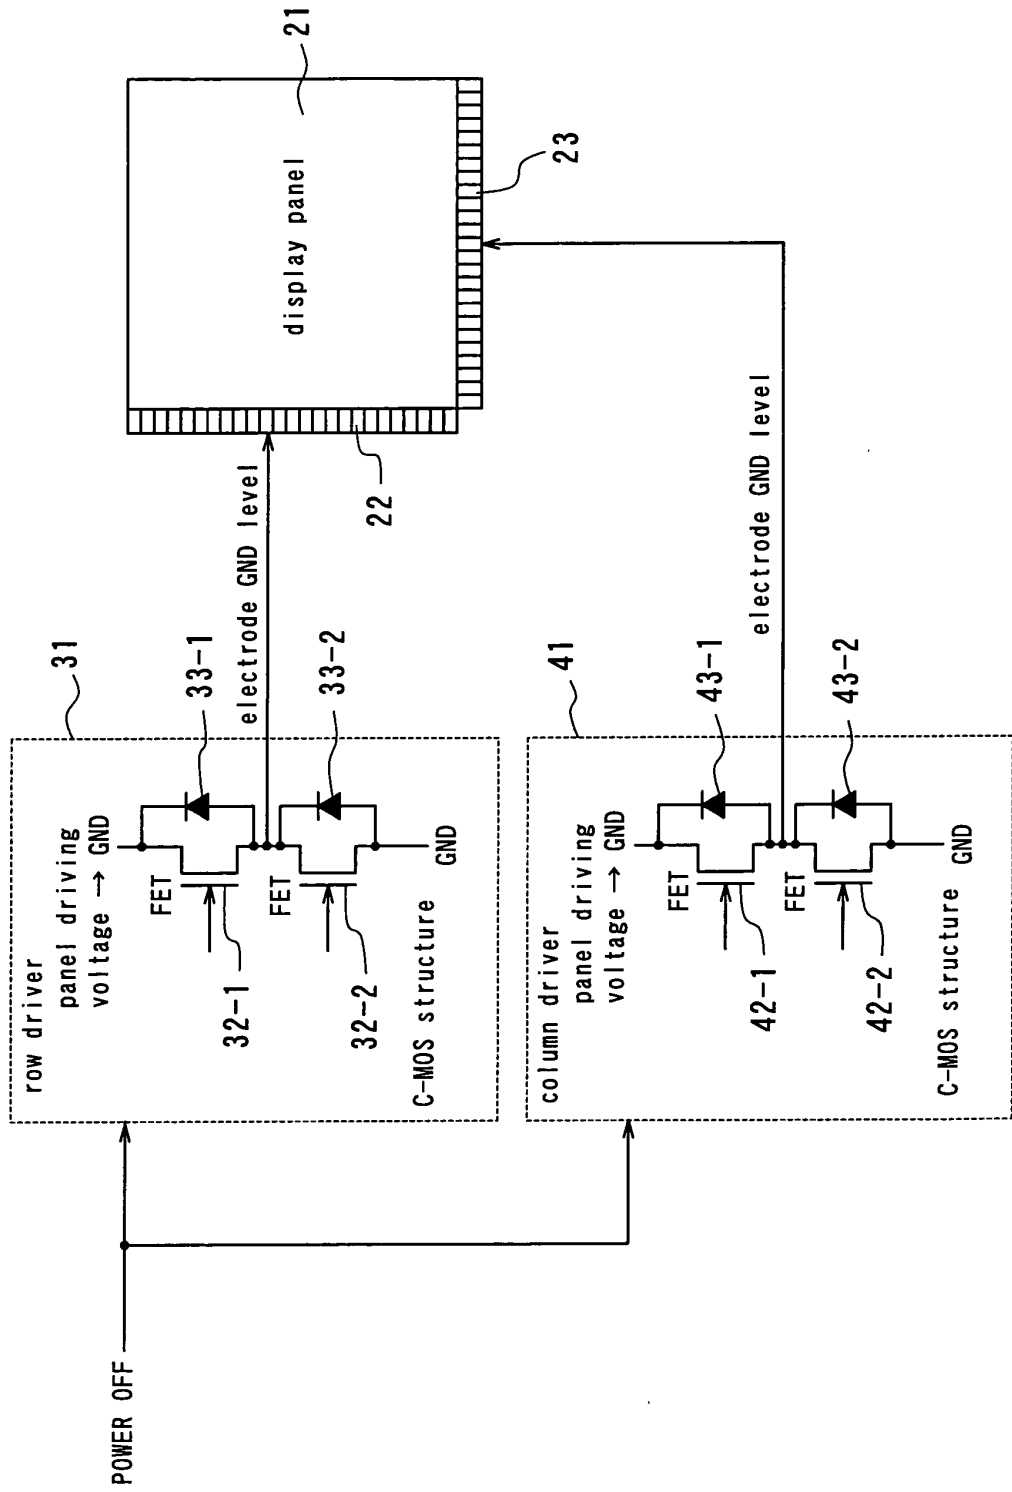 POWER OFF
row driver
panel driving
voltage → GND
FET
32-1
33-1
FET
32-2
33-2
GND
C-MOS structure
31
electrode GND level
22
display panel
21
23
column driver
panel driving
voltage → GND
FET
42-1
43-1
FET
42-2
43-2
GND
C-MOS structure
41
electrode GND level